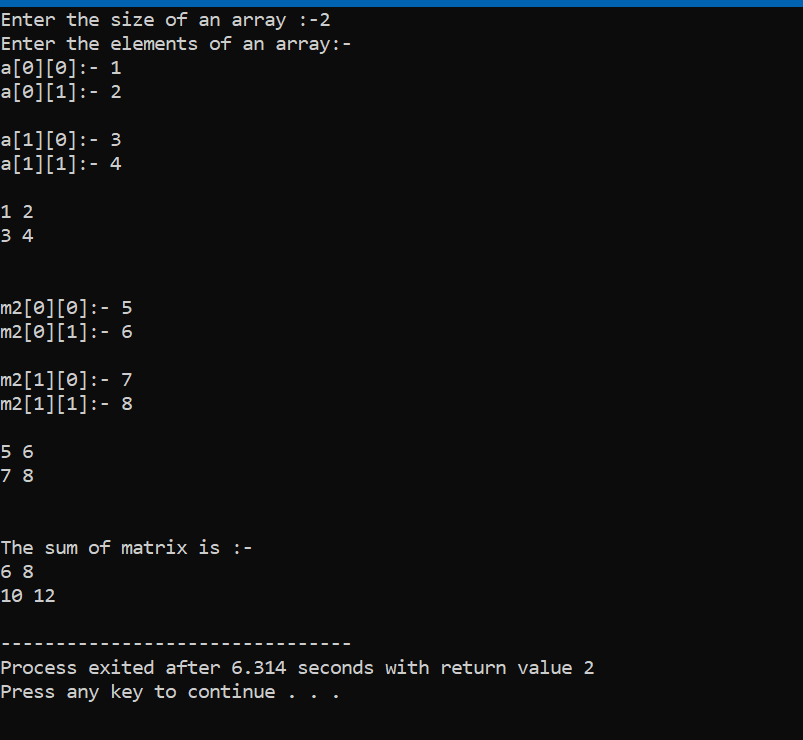 Enter the size of an array :-2
Enter the elements of an array:-
a[0][0]:- 1
a[0][1]:- 2
a[1][0]:- 3
a[1][1]:- 4
1 2
3 4
m2[0][0]:- 5
m2[0][1]:- 6
m2[1][0]:- 7
m2[1][1]:- 8
5 6
7 8
The sum of matrix is :-
6 8
10 12
--------------------------------
Process exited after 6.314 seconds with return value 2
Press any key to continue . . .